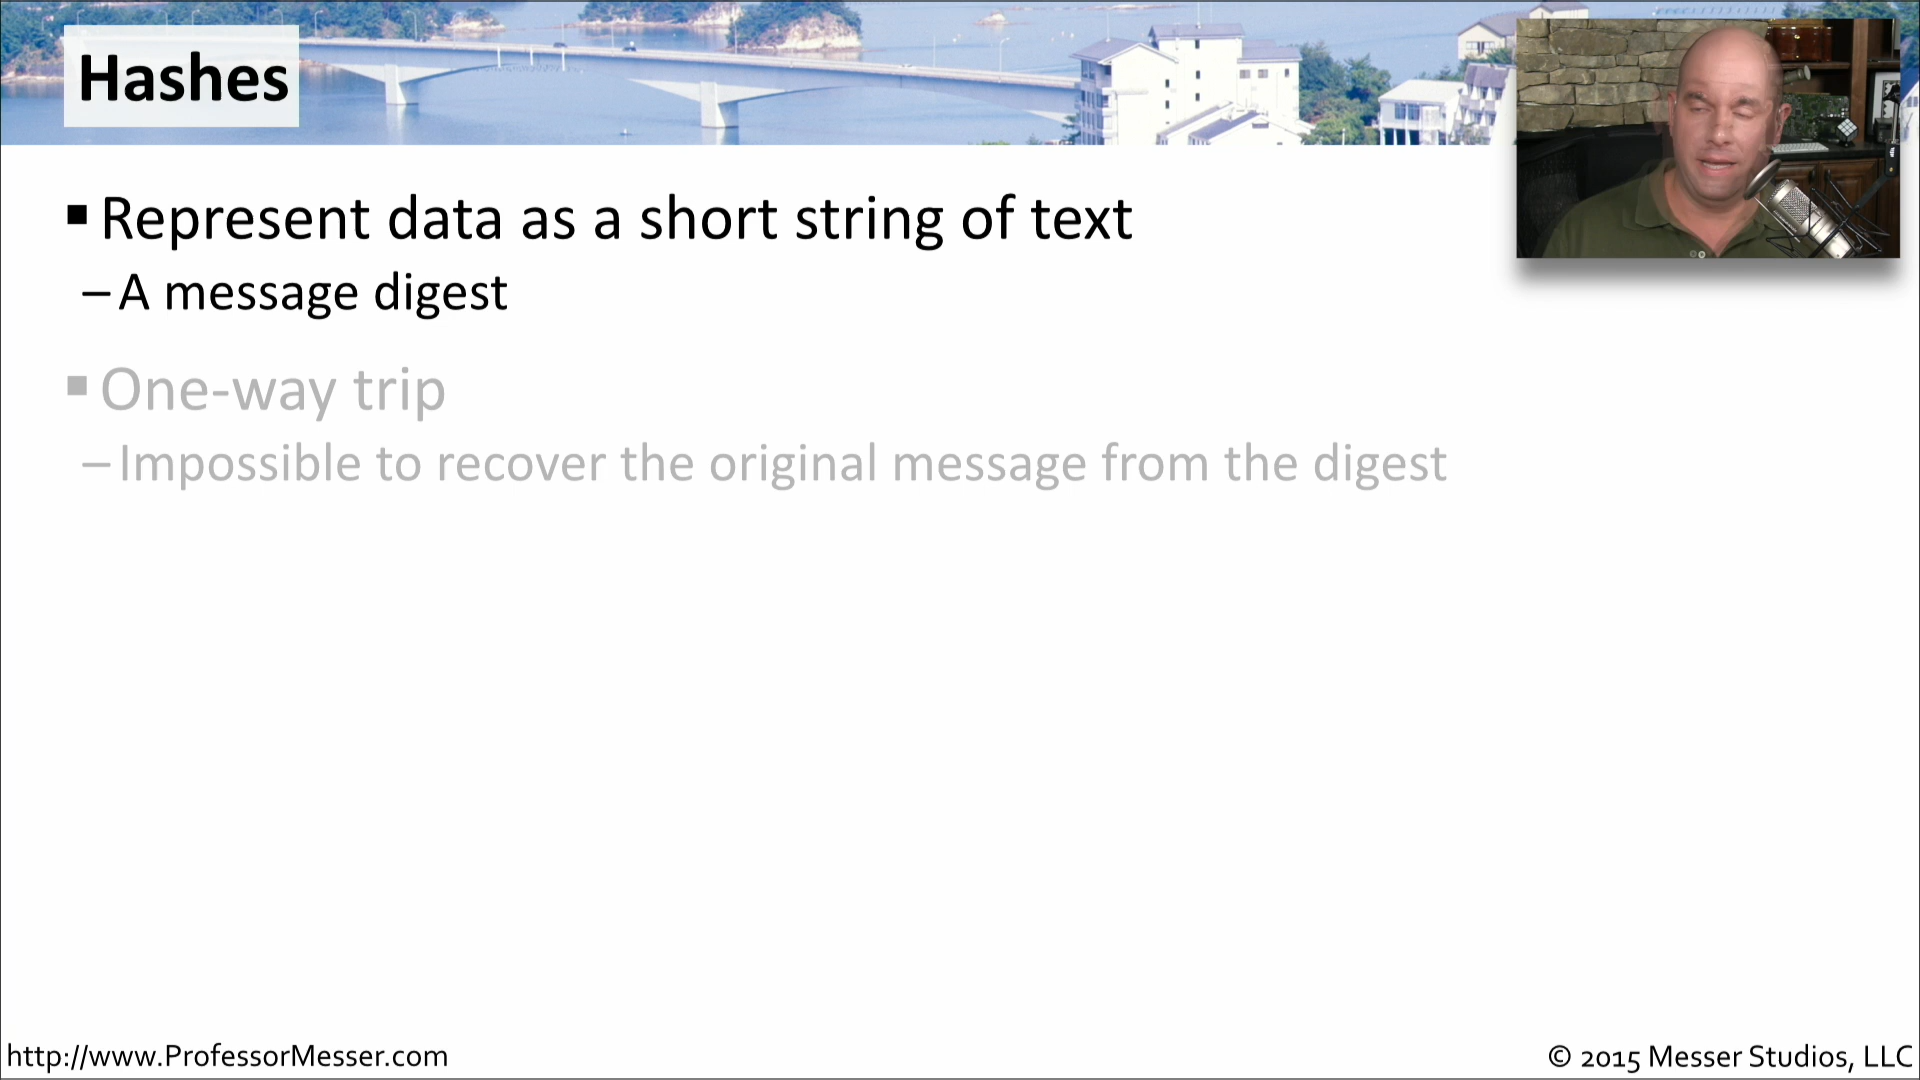 Hashes
▪ Represent data as a short string of text
– A message digest
▪ One-way trip
– Impossible to recover the original message from the digest
http://www.ProfessorMesser.com
© 2015 Messer Studios, LLC